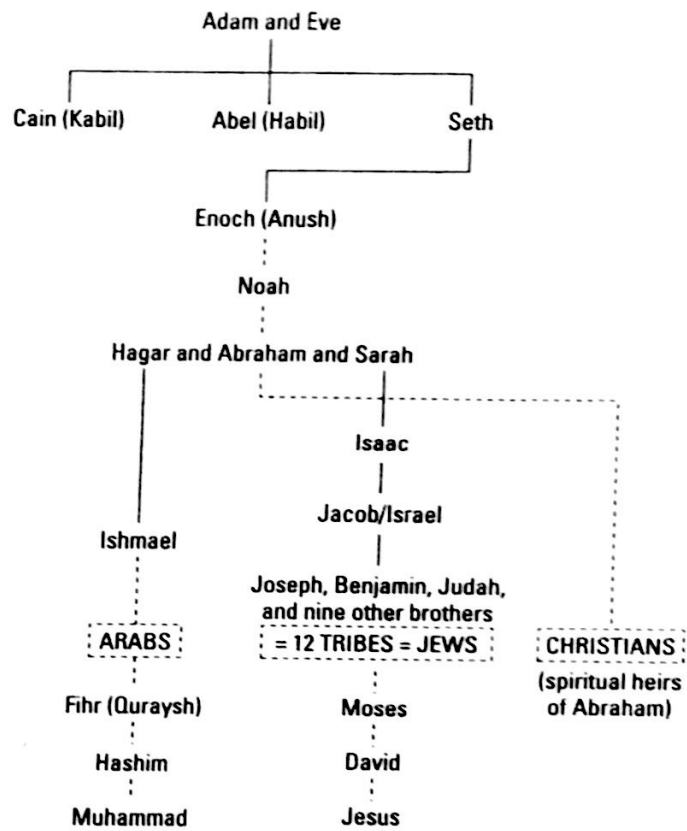 Adam and Eve
Cain (Kabil) Abel (Habil) Seth
Enoch (Anush)
Noah
Hagar and Abraham and Sarah
Isaac
Jacob/Israel
Ishmael
Joseph, Benjamin, Judah,
and nine other brothers
ARABS = 12 TRIBES = JEWS CHRISTIANS
(spiritual heirs
of Abraham)
Fihr (Quraysh) Moses
Hashim David
Muhammad Jesus